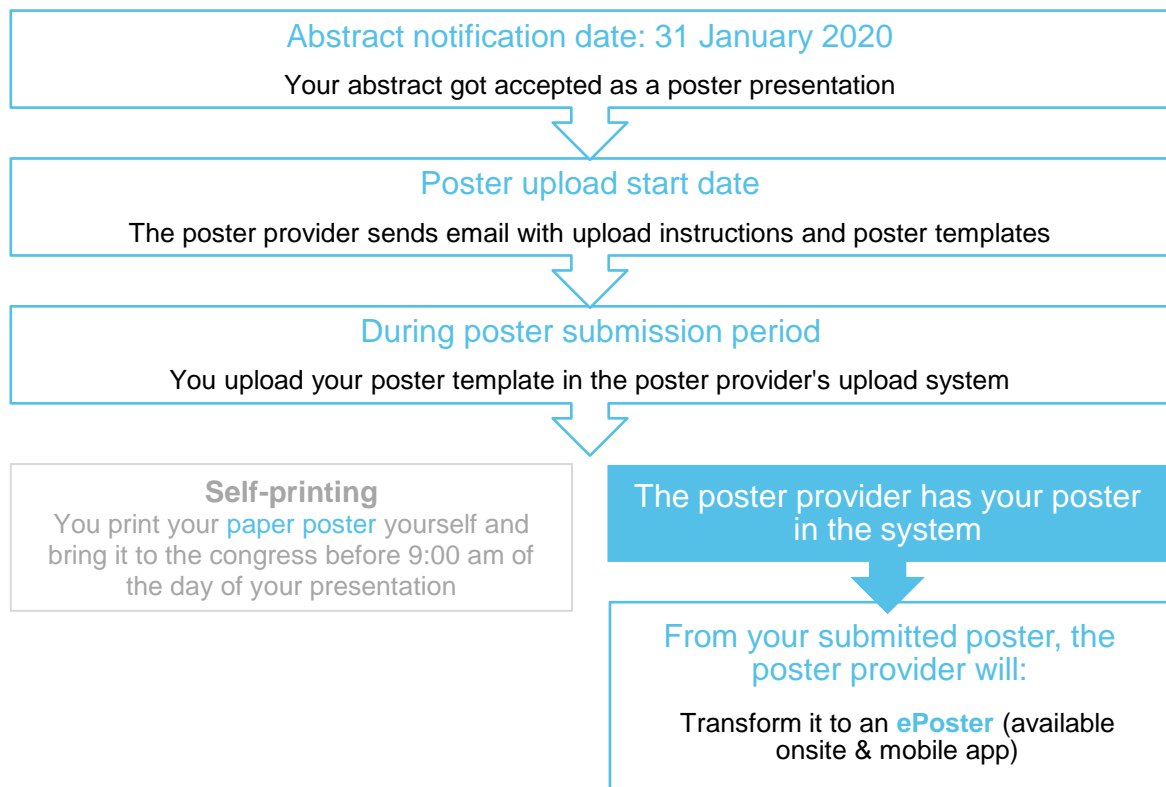 Abstract notification date: 31 January 2020
Your abstract got accepted as a poster presentation
Poster upload start date
The poster provider sends email with upload instructions and poster templates
During poster submission period
You upload your poster template in the poster provider's upload system
Self-printing
You print your paper poster yourself and
bring it to the congress before 9:00 am of
the day of your presentation
The poster provider has your poster
in the system
From your submitted poster, the
poster provider will:
Transform it to an ePoster (available
onsite & mobile app)